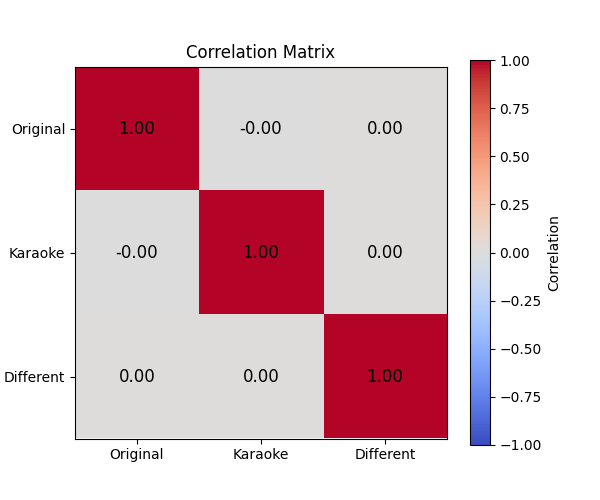 Correlation Matrix
Original
1.00
-0.00
0.00
Karaoke
-0.00
1.00
0.00
Different
0.00
0.00
1.00
Original
Karaoke
Different
1.00
0.75
0.50
0.25
0.00
−0.25
−0.50
−0.75
−1.00
Correlation